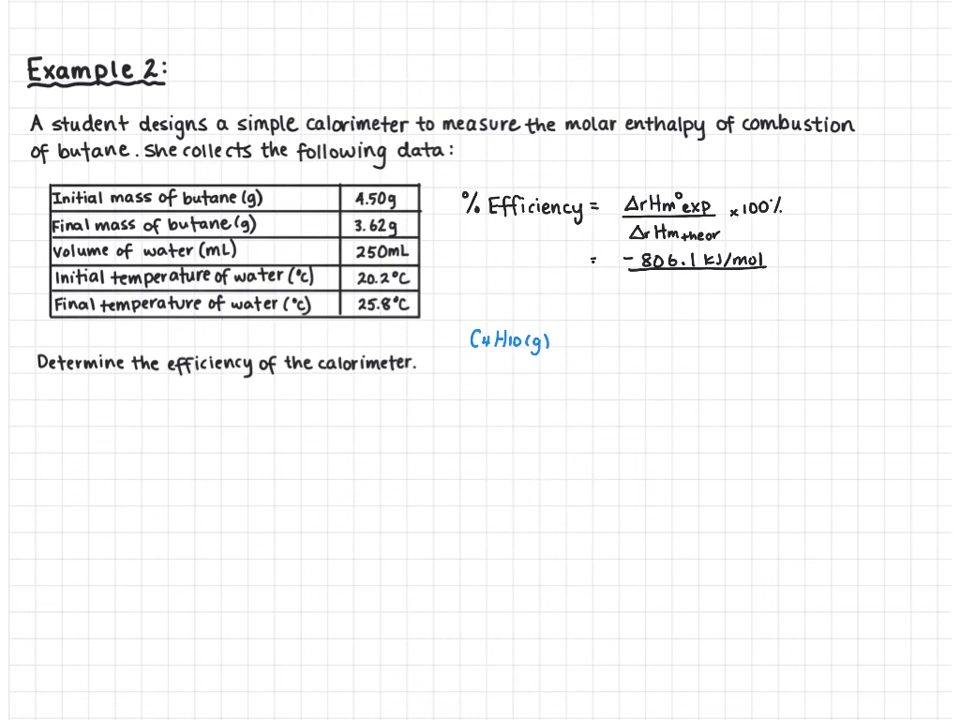 Example 2:
A student designs a simple calorimeter to measure the molar enthalpy of combustion
of butane. She collects the following data:
Initial mass of butane (g) 4.50g
Final mass of butane (g) 3.62g
Volume of water (mL) 250mL
Initial temperature of water (°C) 20.2°C
Final temperature of water (°C) 25.8°C
% Efficiency = ΔrHm°exp x100%
ΔrHm theor
= -806.1 kJ/mol
C4H10(g)
Determine the efficiency of the calorimeter.